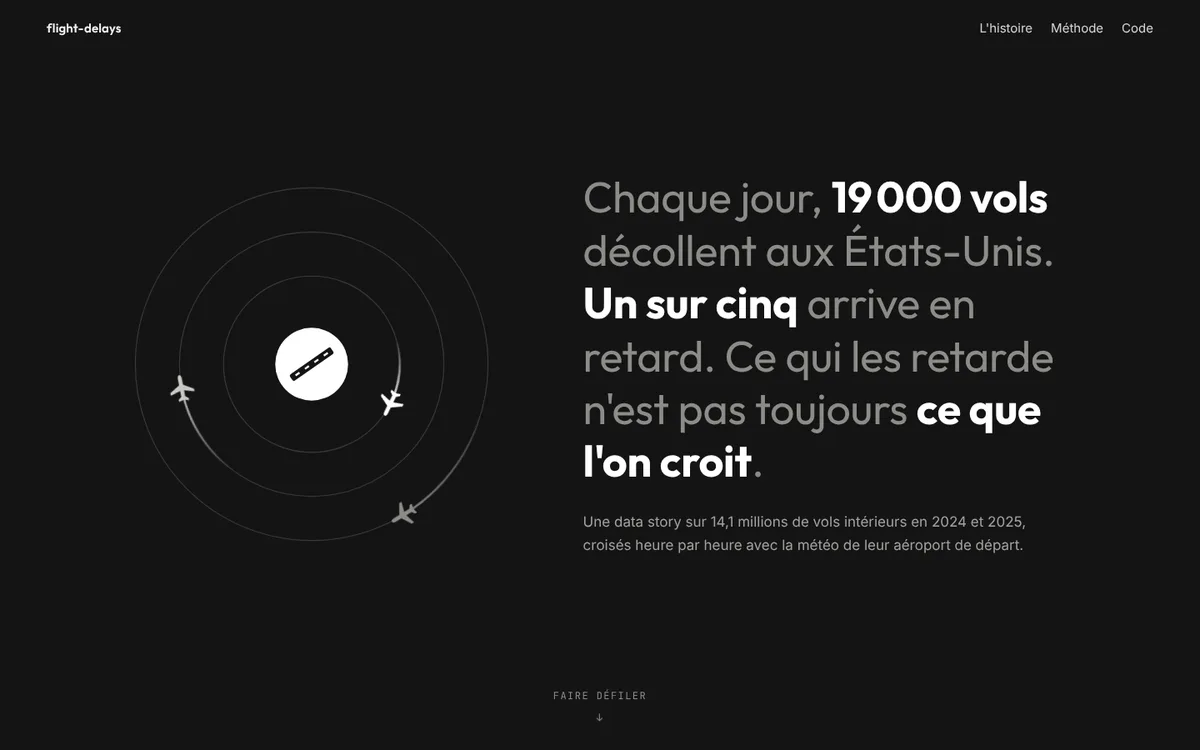 flight-delays
L'histoire Méthode Code
Chaque jour, 19 000 vols
décollent aux États-Unis.
Un sur cinq arrive en
retard. Ce qui les retarde
n'est pas toujours ce que
l'on croit.
Une data story sur 14,1 millions de vols intérieurs en 2024 et 2025,
croisés heure par heure avec la météo de leur aéroport de départ.
FAIRE DÉFILER
↓